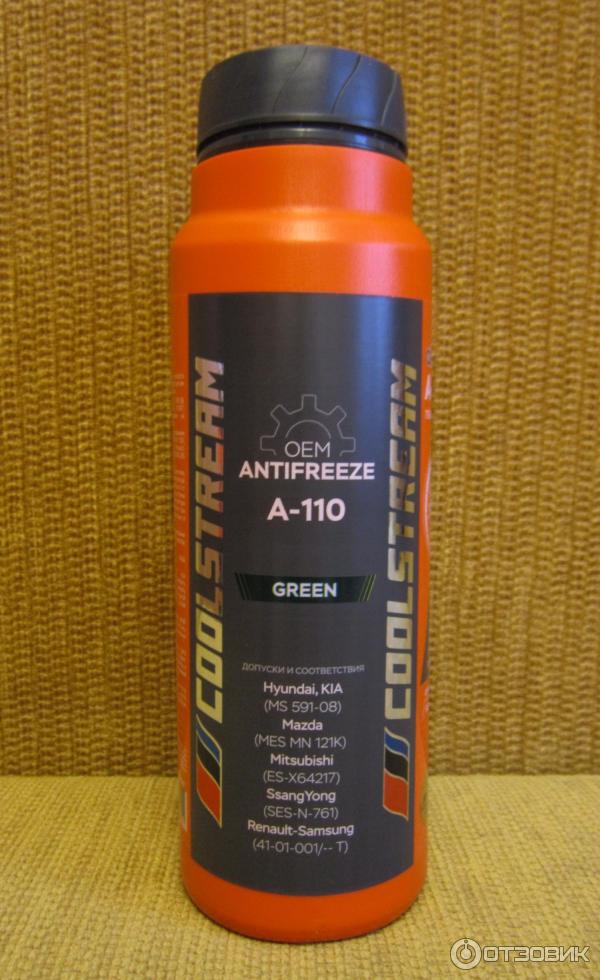 COOLSTREAM
OEM
ANTIFREEZE
A-110
GREEN
ДОПУСКИ И СООТВЕТСТВИЯ
Hyundai, KIA
(MS 591-08)
Mazda
(MES MN 121K)
Mitsubishi
(ES-X64217)
SsangYong
(SES-N-761)
Renault-Samsung
(41-01-001/-- T)
COOLSTREAM
ОТЗОВИК